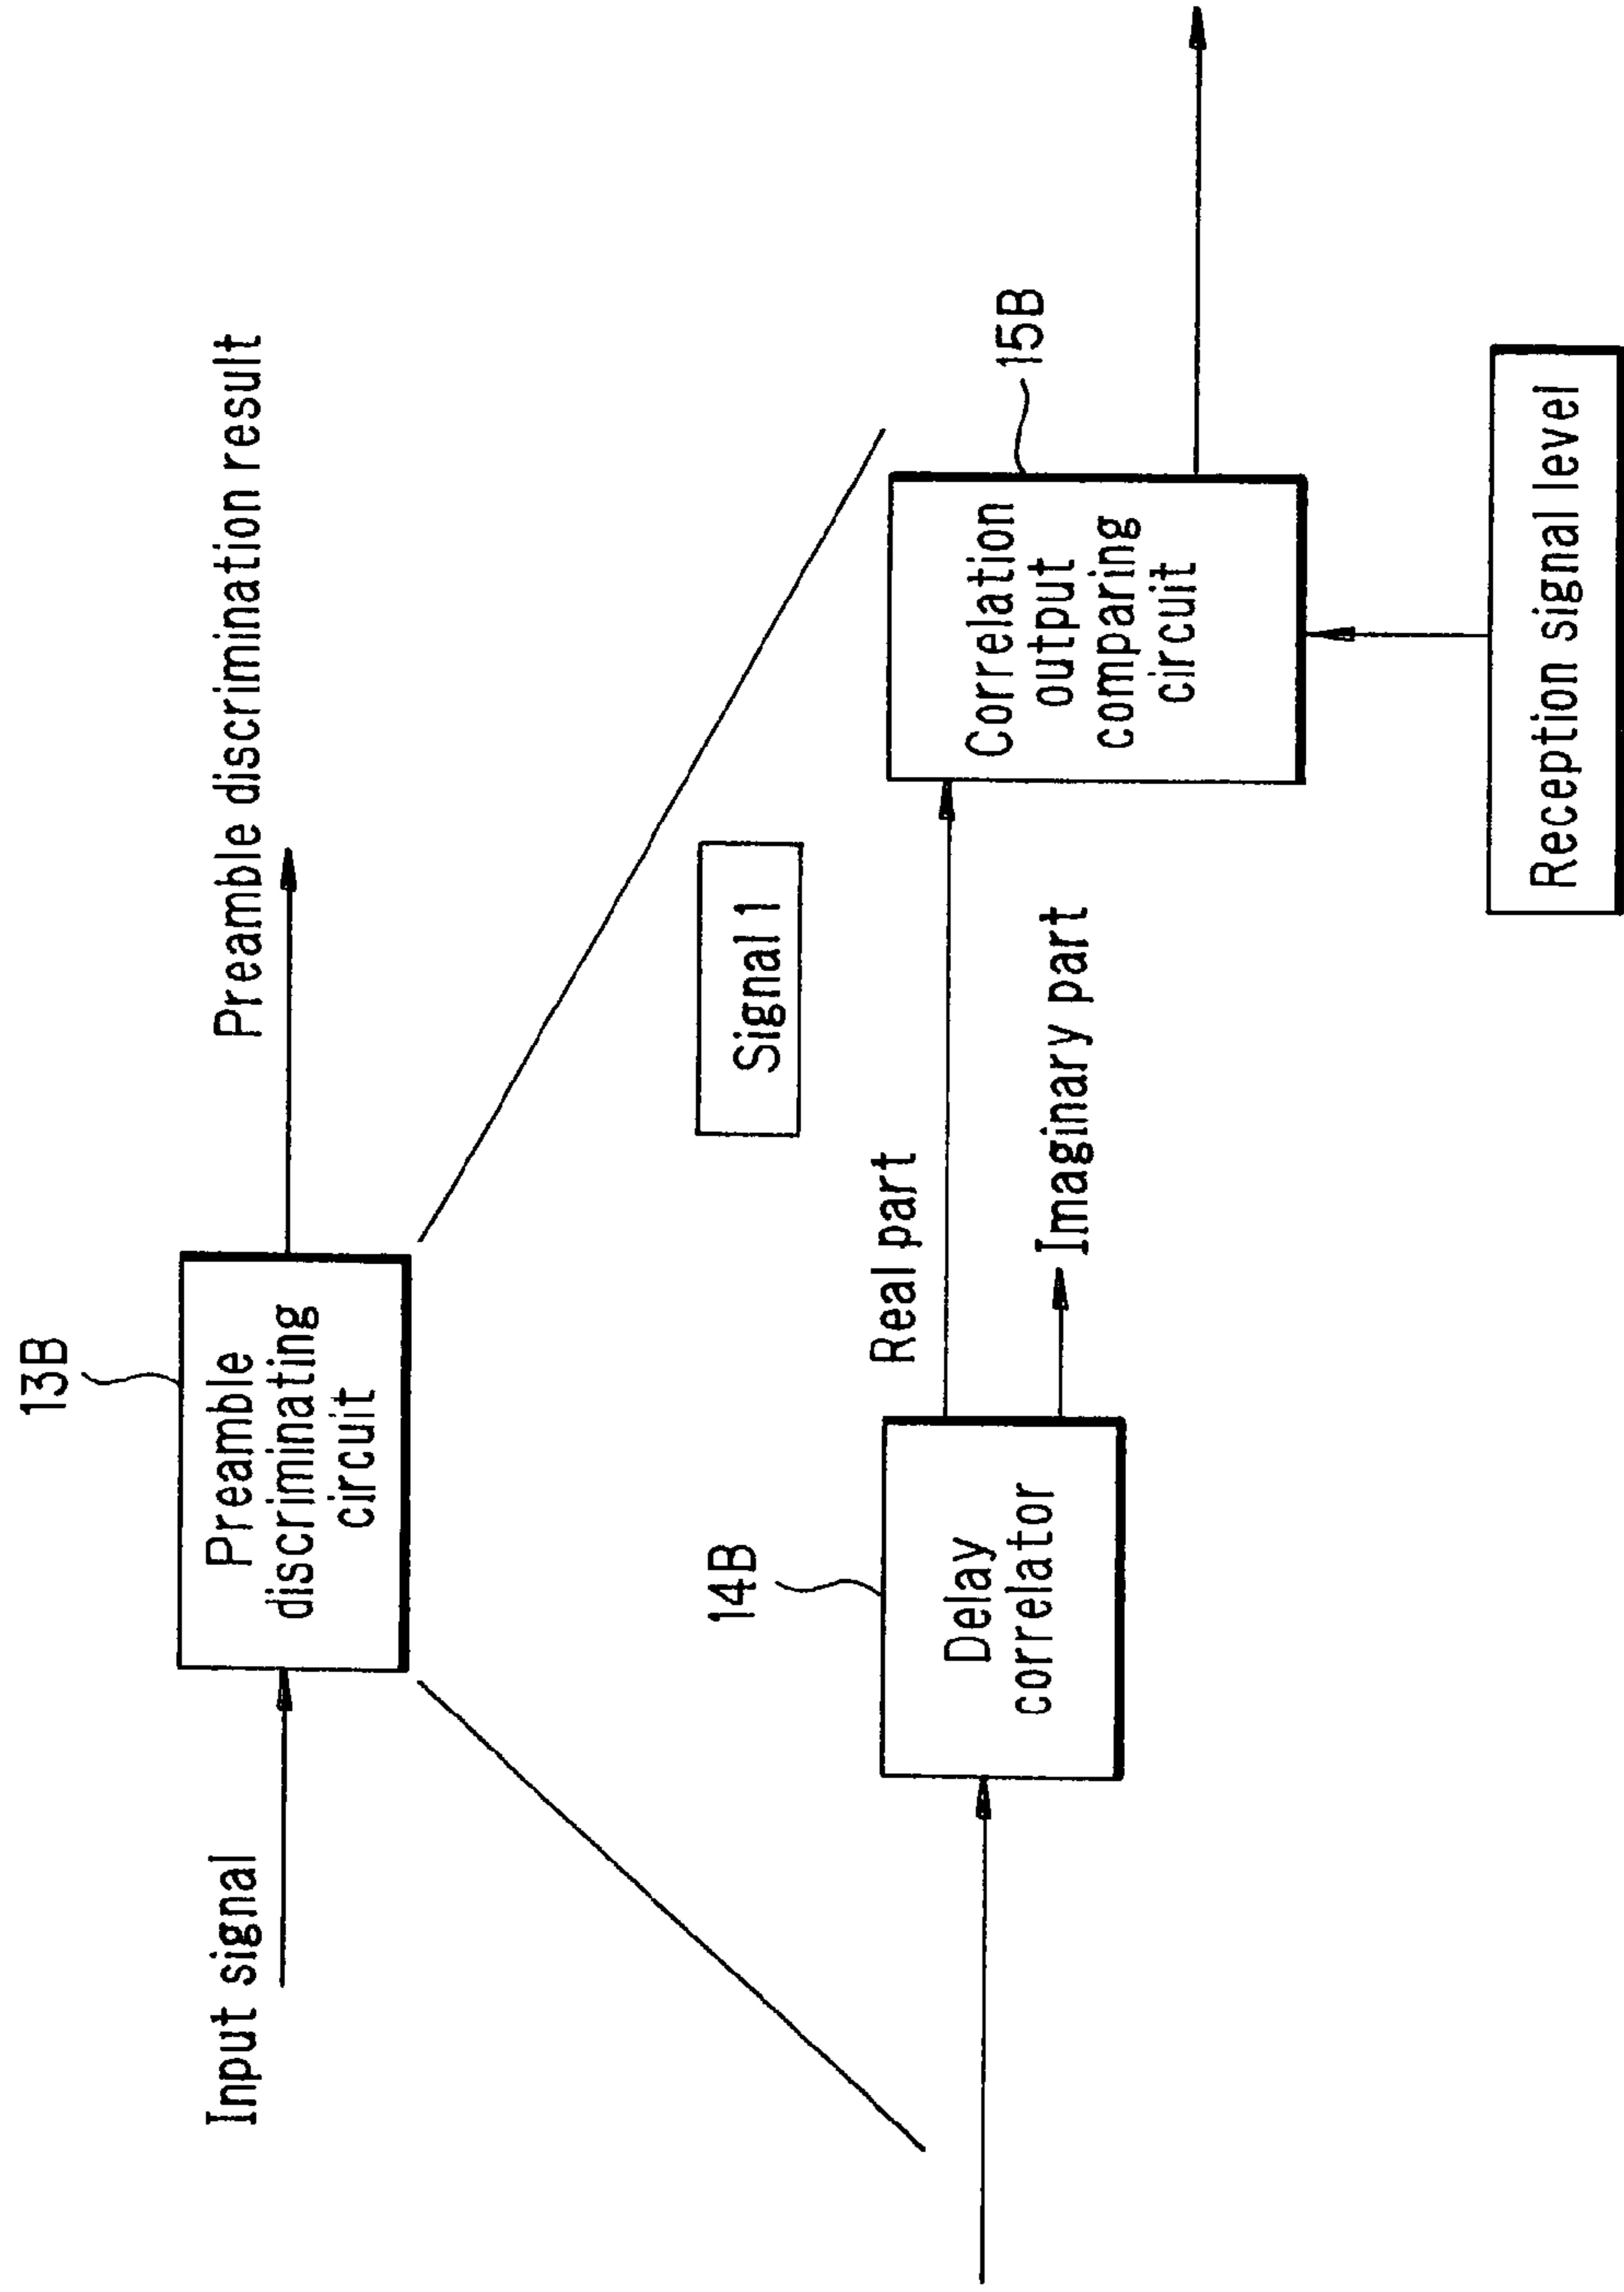 13B
Input signal
Preamble
discriminating
circuit
Preamble discrimination result
14B
Delay
correlator
Real part
Imaginary part
Signal 1
15B
Correlation
output
comparing
circuit
Reception signal level